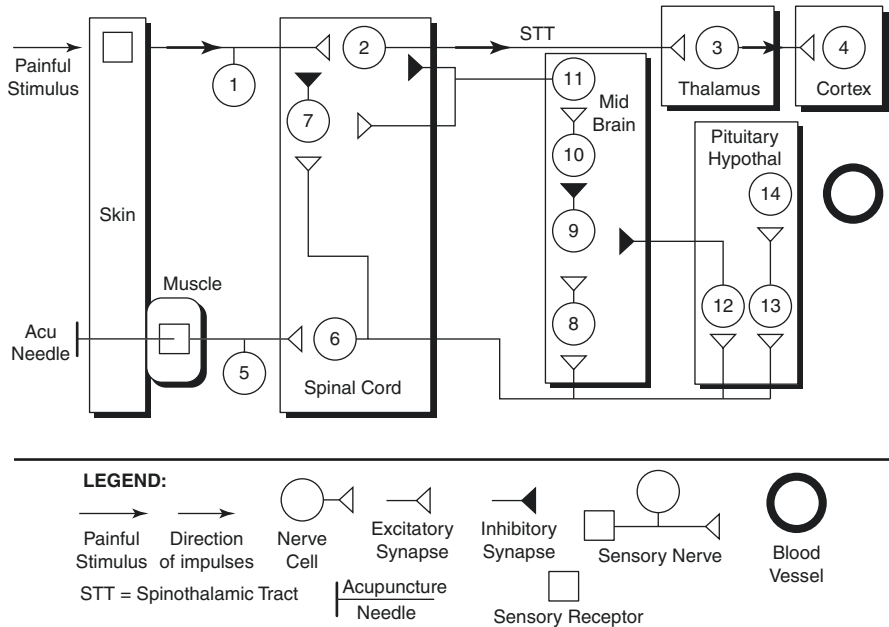 Painful
Stimulus
1
2
STT
3
Thalamus
4
Cortex
7
11
Mid
Brain
10
9
8
Pituitary
Hypothal
14
12
13
Skin
Muscle
Acu
Needle
5
6
Spinal Cord
LEGEND:
Painful
Stimulus
Direction
of impulses
Nerve
Cell
Excitatory
Synapse
Inhibitory
Synapse
Sensory Nerve
Blood
Vessel
STT = Spinothalamic Tract
Acupuncture
Needle
Sensory Receptor